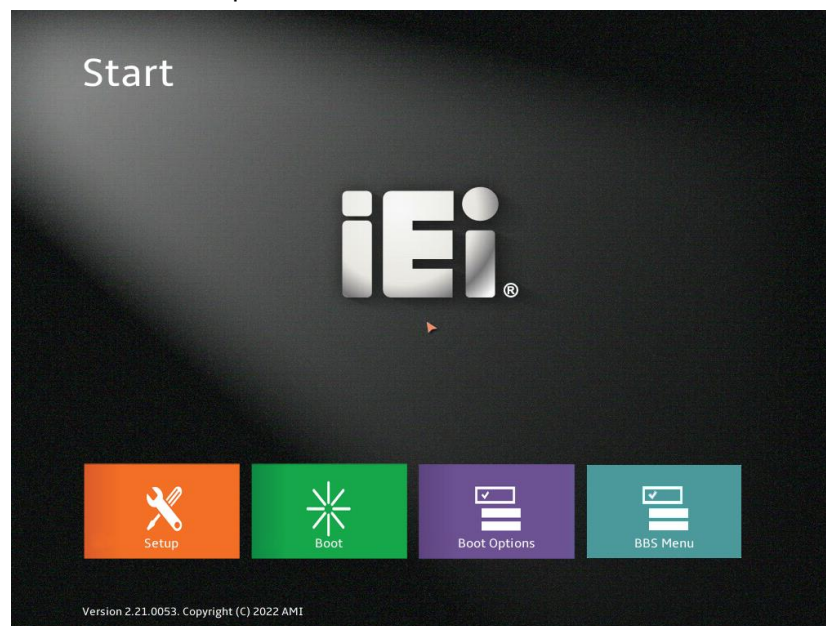 Start
iEi®
Setup
Boot
Boot Options
BBS Menu
Version 2.21.0053. Copyright (C) 2022 AMI